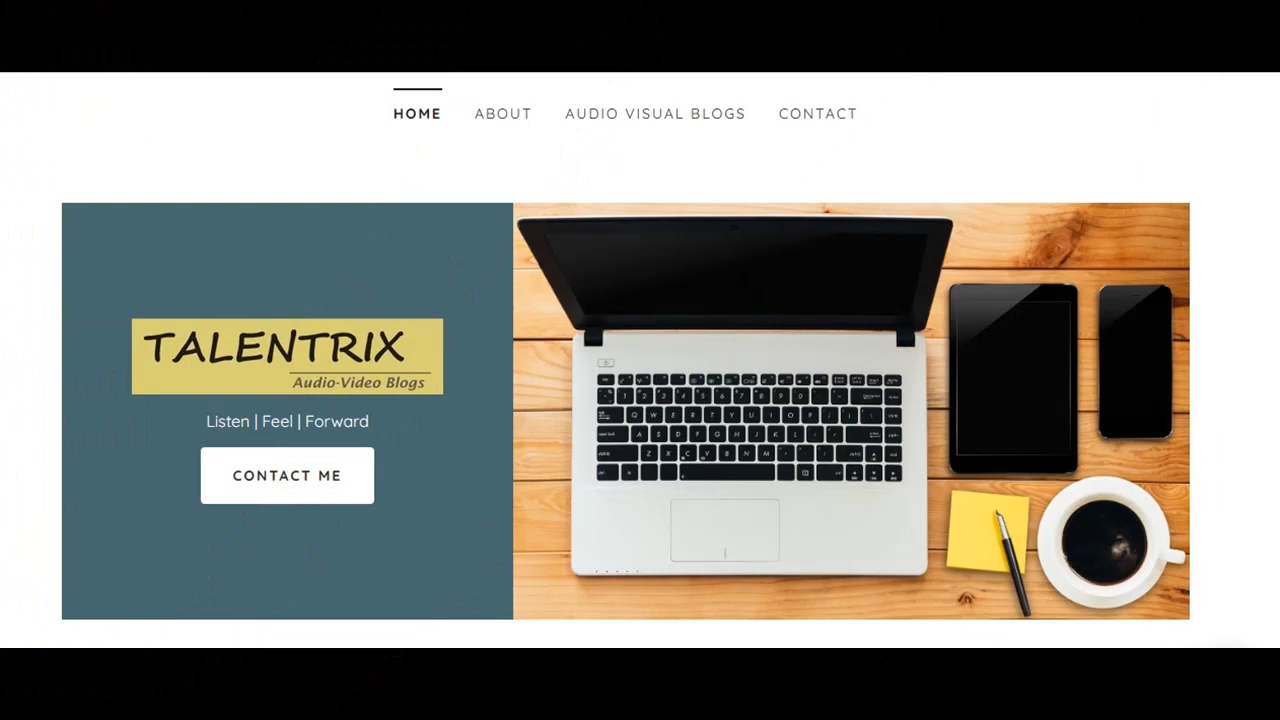 HOME ABOUT AUDIO VISUAL BLOGS CONTACT
TALENTRIX
Audio-Video Blogs
Listen | Feel | Forward
CONTACT ME